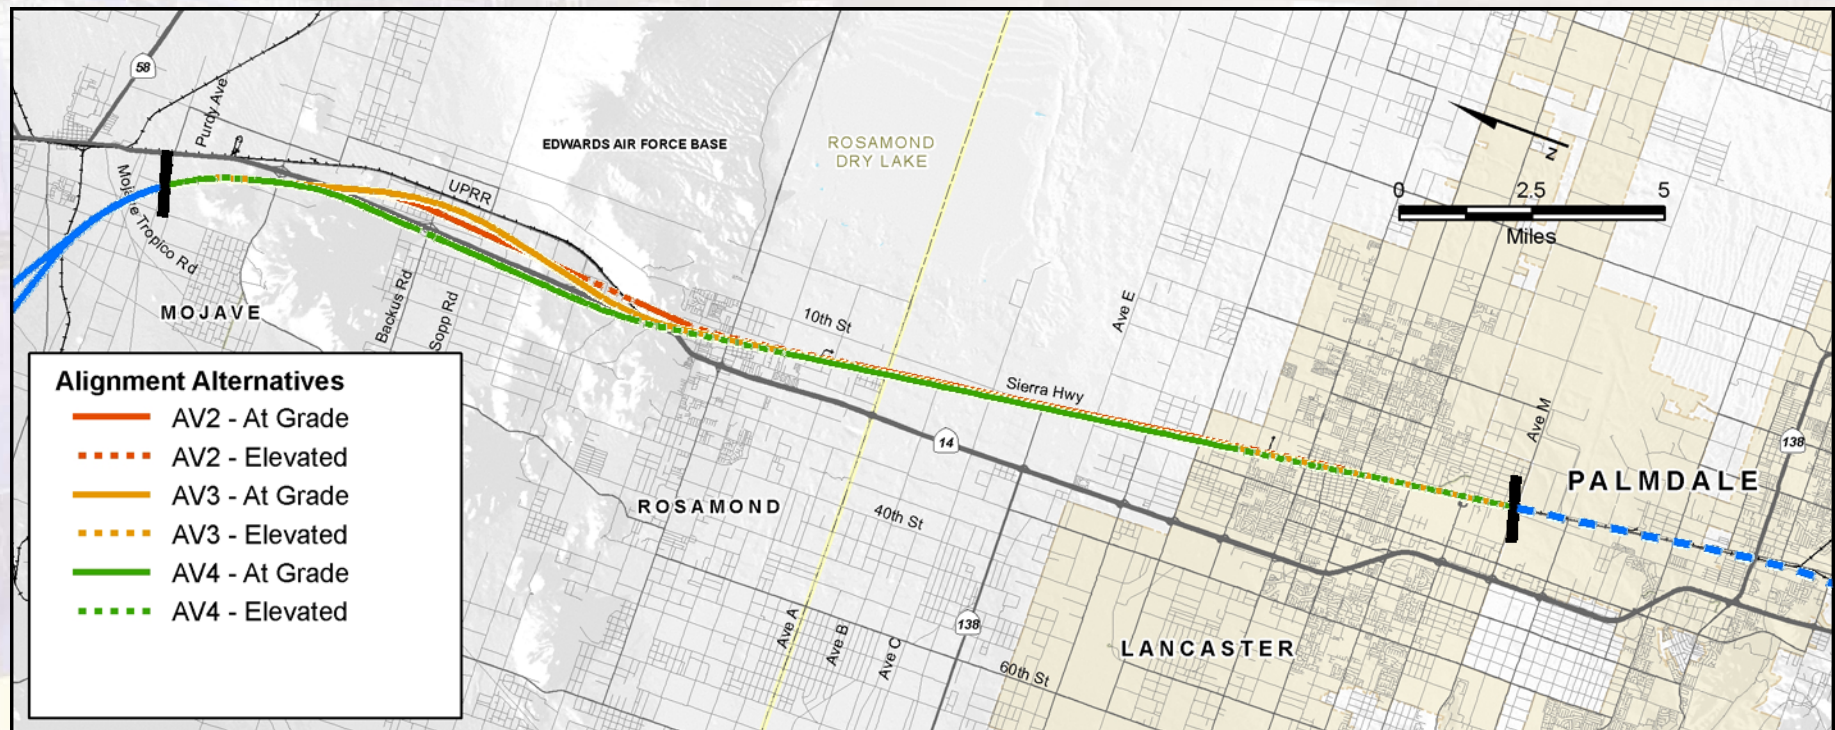 58
Purdy Ave
EDWARDS AIR FORCE BASE
ROSAMOND
DRY LAKE
N
0 2.5 5
Miles
Mojave Tropico Rd
UPRR
MOJAVE
Backus Rd
Sopp Rd
10th St
Ave E
Sierra Hwy
Ave M
14
138
PALMDALE
ROSAMOND
40th St
Ave A
Ave B
Ave C
138
60th St
LANCASTER
Alignment Alternatives
AV2 - At Grade
AV2 - Elevated
AV3 - At Grade
AV3 - Elevated
AV4 - At Grade
AV4 - Elevated